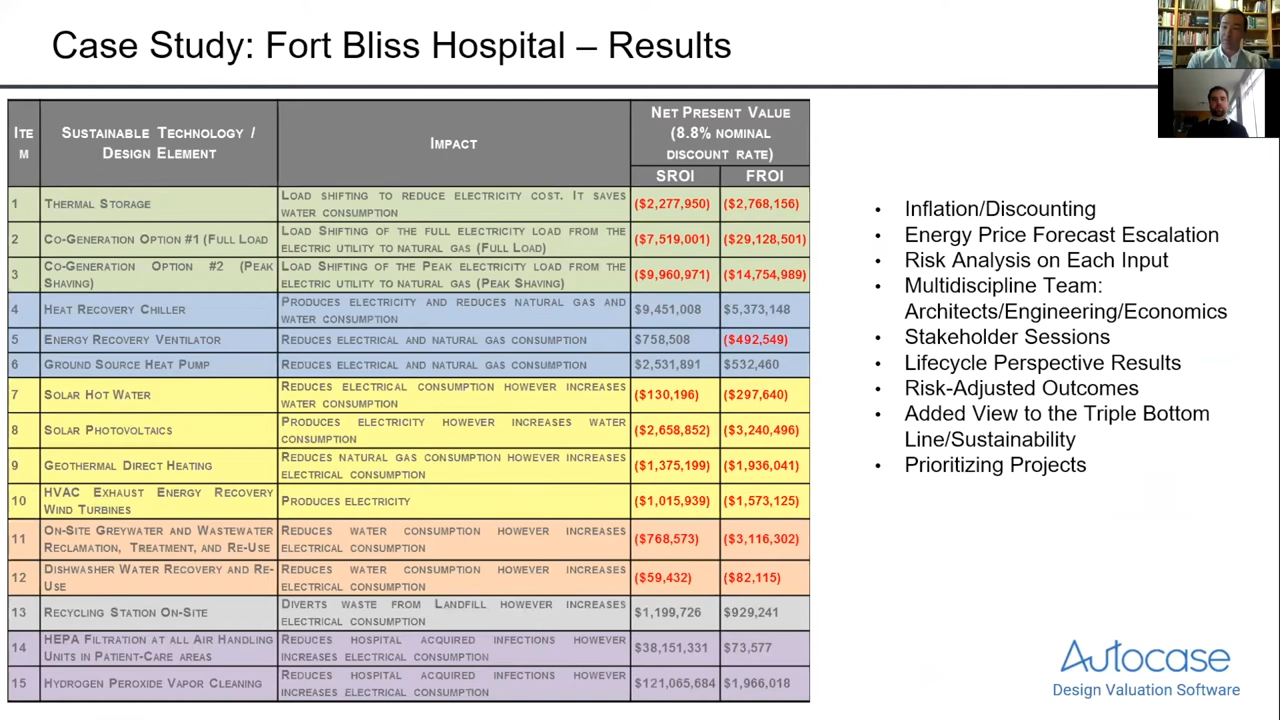 Case Study: Fort Bliss Hospital – Results
ITE
M
SUSTAINABLE TECHNOLOGY /
DESIGN ELEMENT
IMPACT
NET PRESENT VALUE
(8.8% NOMINAL
DISCOUNT RATE)
SROI
FROI
1
THERMAL STORAGE
LOAD SHIFTING TO REDUCE ELECTRICITY COST. IT SAVES
WATER CONSUMPTION
($2,277,950)
($2,768,156)
2
CO-GENERATION OPTION #1 (FULL LOAD
LOAD SHIFTING OF THE FULL ELECTRICITY LOAD FROM THE
ELECTRIC UTILITY TO NATURAL GAS (FULL LOAD)
($7,519,001)
($29,128,501)
3
CO-GENERATION OPTION #2 (PEAK
SHAVING)
LOAD SHIFTING OF THE PEAK ELECTRICITY LOAD FROM THE
ELECTRIC UTILITY TO NATURAL GAS (PEAK SHAVING)
($9,960,971)
($14,754,989)
4
HEAT RECOVERY CHILLER
PRODUCES ELECTRICITY AND REDUCES NATURAL GAS AND
WATER CONSUMPTION
$9,451,008
$5,373,148
5
ENERGY RECOVERY VENTILATOR
REDUCES ELECTRICAL AND NATURAL GAS CONSUMPTION
$758,508
($492,549)
6
GROUND SOURCE HEAT PUMP
REDUCES ELECTRICAL AND NATURAL GAS CONSUMPTION
$2,531,891
$532,460
7
SOLAR HOT WATER
REDUCES ELECTRICAL CONSUMPTION HOWEVER INCREASES
WATER CONSUMPTION
($130,196)
($297,640)
8
SOLAR PHOTOVOLTAICS
PRODUCES ELECTRICITY HOWEVER INCREASES WATER
CONSUMPTION
($2,658,852)
($3,240,496)
9
GEOTHERMAL DIRECT HEATING
REDUCES NATURAL GAS CONSUMPTION HOWEVER INCREASES
ELECTRICAL CONSUMPTION
($1,375,199)
($1,936,041)
10
HVAC EXHAUST ENERGY RECOVERY
WIND TURBINES
PRODUCES ELECTRICITY
($1,015,939)
($1,573,125)
11
ON-SITE GREYWATER AND WASTEWATER
RECLAMATION, TREATMENT, AND RE-USE
REDUCES WATER CONSUMPTION HOWEVER INCREASES
ELECTRICAL CONSUMPTION
($768,573)
($3,116,302)
12
DISHWASHER WATER RECOVERY AND RE-
USE
REDUCES WATER CONSUMPTION HOWEVER INCREASES
ELECTRICAL CONSUMPTION
($59,432)
($82,115)
13
RECYCLING STATION ON-SITE
DIVERTS WASTE FROM LANDFILL HOWEVER INCREASES
ELECTRICAL CONSUMPTION
$1,199,726
$929,241
14
HEPA FILTRATION AT ALL AIR HANDLING
UNITS IN PATIENT-CARE AREAS
REDUCES HOSPITAL ACQUIRED INFECTIONS HOWEVER
INCREASES ELECTRICAL CONSUMPTION
$38,151,331
$73,577
15
HYDROGEN PEROXIDE VAPOR CLEANING
REDUCES HOSPITAL ACQUIRED INFECTIONS HOWEVER
INCREASES ELECTRICAL CONSUMPTION
$121,065,684
$1,966,018
• Inflation/Discounting
• Energy Price Forecast Escalation
• Risk Analysis on Each Input
• Multidiscipline Team:
Architects/Engineering/Economics
• Stakeholder Sessions
• Lifecycle Perspective Results
• Risk-Adjusted Outcomes
• Added View to the Triple Bottom
Line/Sustainability
• Prioritizing Projects
Autocase
Design Valuation Software